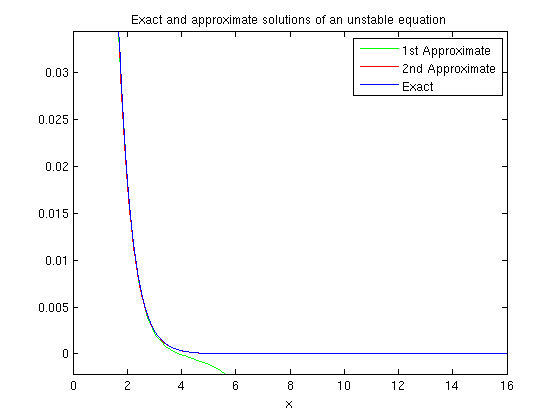 Exact and approximate solutions of an unstable equation
1st Approximate
2nd Approximate
Exact
0.03
0.025
0.02
0.015
0.01
0.005
0
0 2 4 6 8 10 12 14 16
x